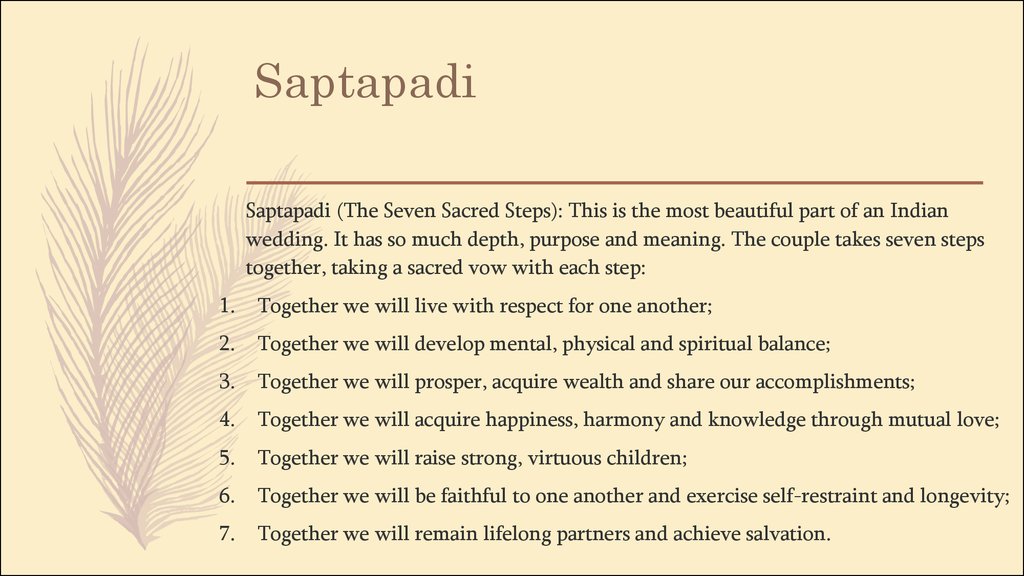 Saptapadi
Saptapadi (The Seven Sacred Steps): This is the most beautiful part of an Indian
wedding. It has so much depth, purpose and meaning. The couple takes seven steps
together, taking a sacred vow with each step:
1. Together we will live with respect for one another;
2. Together we will develop mental, physical and spiritual balance;
3. Together we will prosper, acquire wealth and share our accomplishments;
4. Together we will acquire happiness, harmony and knowledge through mutual love;
5. Together we will raise strong, virtuous children;
6. Together we will be faithful to one another and exercise self-restraint and longevity;
7. Together we will remain lifelong partners and achieve salvation.